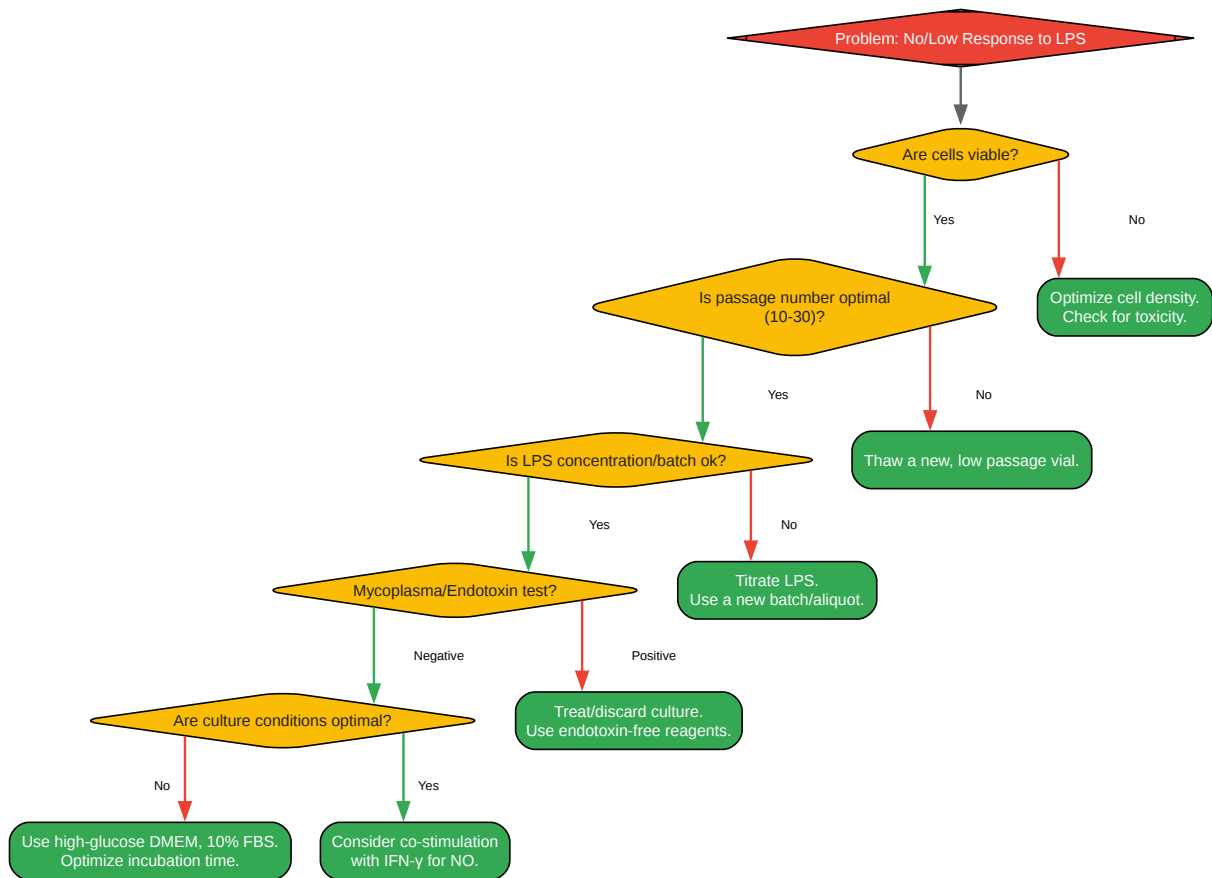 Problem: No/Low Response to LPS
Are cells viable?
Yes
No
Is passage number optimal
(10-30)?
Optimize cell density.
Check for toxicity.
Yes
No
Is LPS concentration/batch ok?
Thaw a new, low passage vial.
Yes
No
Mycoplasma/Endotoxin test?
Titrate LPS.
Use a new batch/aliquot.
Negative
Positive
Are culture conditions optimal?
Treat/discard culture.
Use endotoxin-free reagents.
No
Yes
Use high-glucose DMEM, 10% FBS.
Optimize incubation time.
Consider co-stimulation
with IFN-γ for NO.